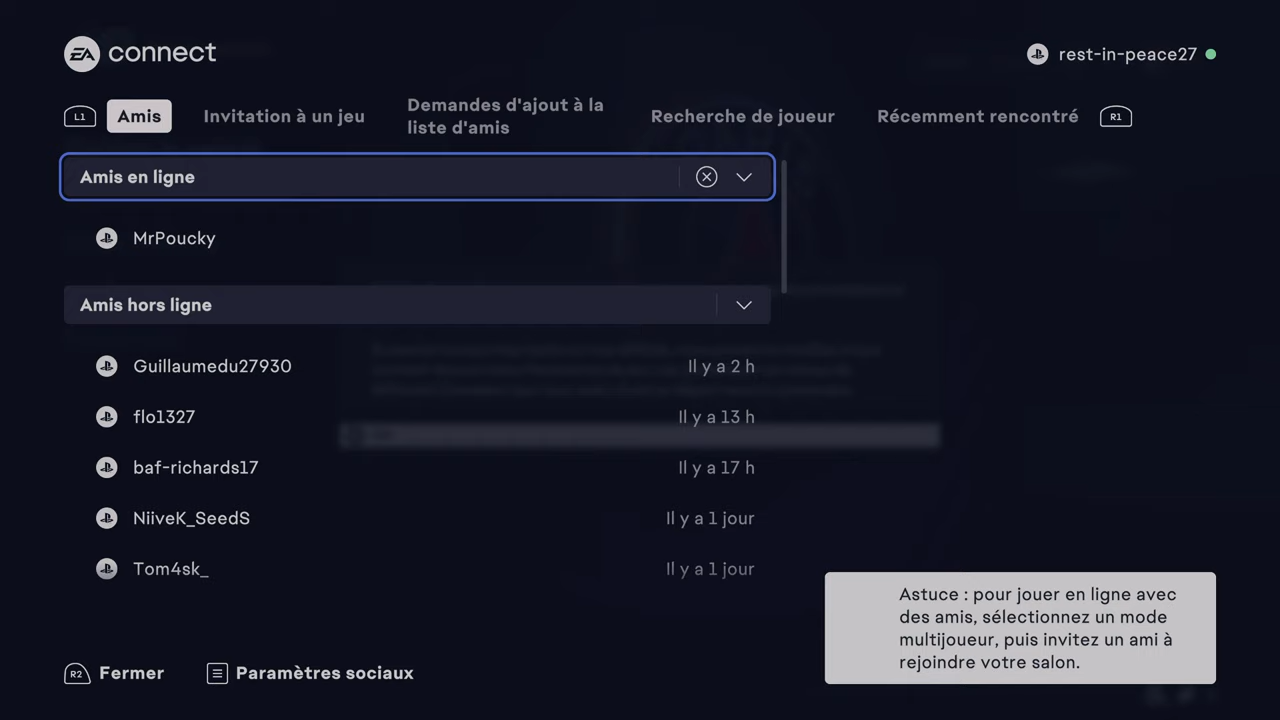 EA connect
rest-in-peace27
L1 Amis Invitation à un jeu Demandes d'ajout à la liste d'amis Recherche de joueur Récemment rencontré R1
Amis en ligne
MrPoucky
Amis hors ligne
Guillaumedu27930 Il y a 2 h
flo1327 Il y a 13 h
baf-richards17 Il y a 17 h
NiiveK_SeedS Il y a 1 jour
Tom4sk_ Il y a 1 jour
Astuce : pour jouer en ligne avec
des amis, sélectionnez un mode
multijoueur, puis invitez un ami à
rejoindre votre salon.
R2 Fermer Paramètres sociaux